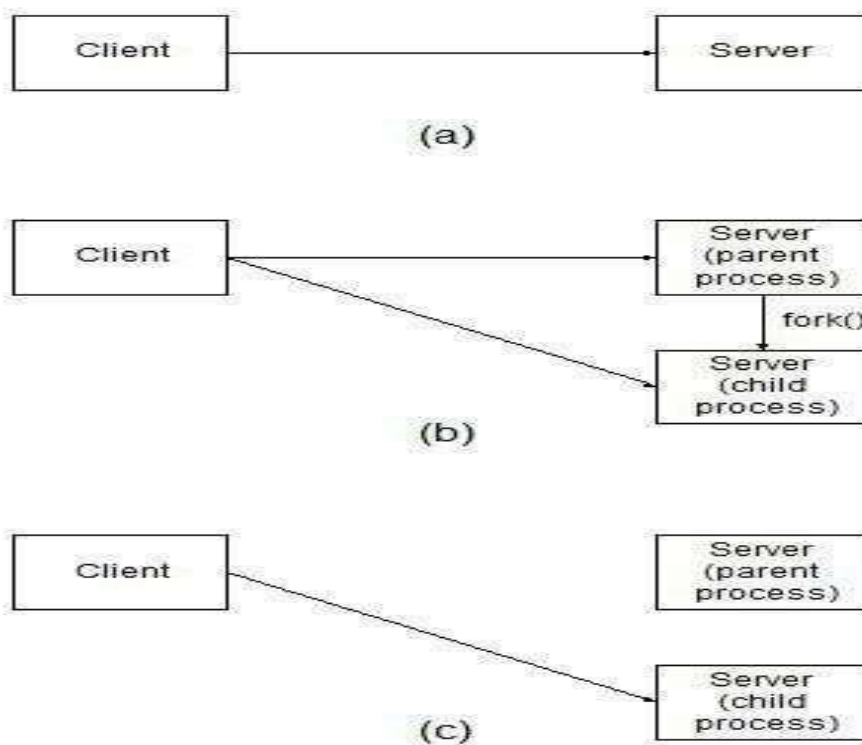 Client
Server
(a)
Client
Server
(parent
process)
fork()
Server
(child
process)
(b)
Client
Server
(parent
process)
Server
(child
process)
(c)